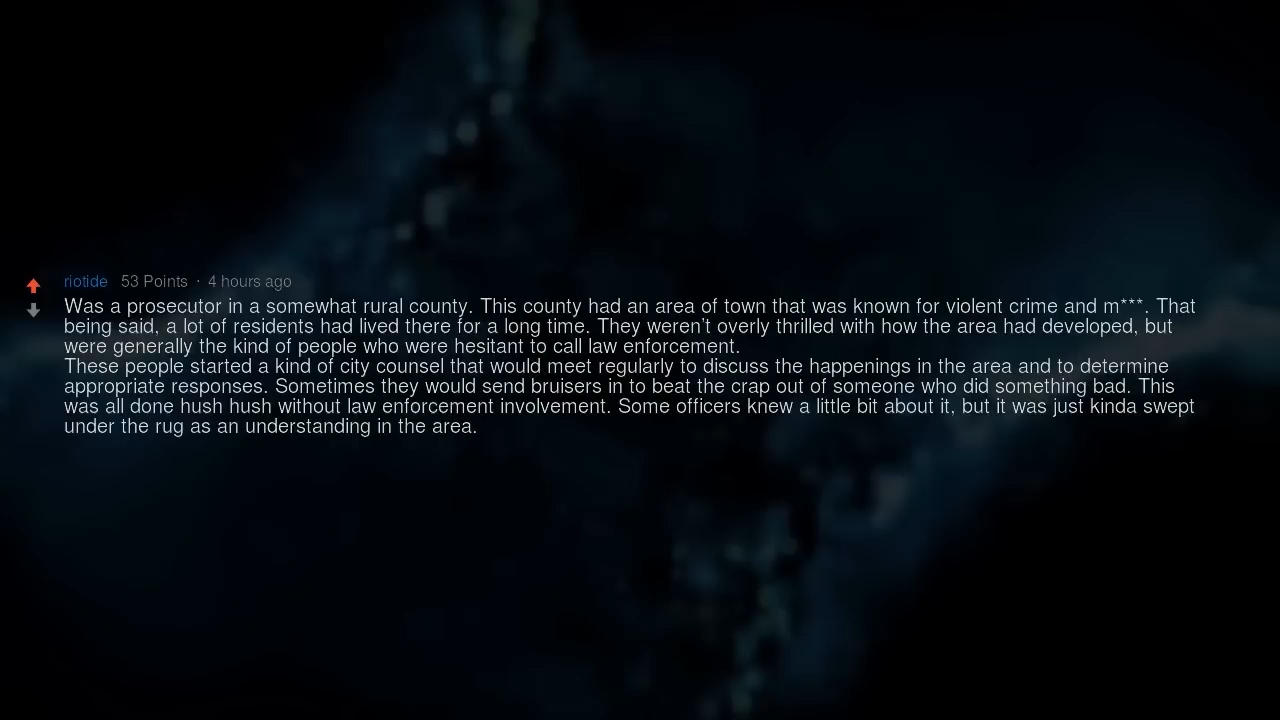 riotide 53 Points · 4 hours ago
Was a prosecutor in a somewhat rural county. This county had an area of town that was known for violent crime and m***. That
being said, a lot of residents had lived there for a long time. They weren't overly thrilled with how the area had developed, but
were generally the kind of people who were hesitant to call law enforcement.
These people started a kind of city counsel that would meet regularly to discuss the happenings in the area and to determine
appropriate responses. Sometimes they would send bruisers in to beat the crap out of someone who did something bad. This
was all done hush hush without law enforcement involvement. Some officers knew a little bit about it, but it was just kinda swept
under the rug as an understanding in the area.